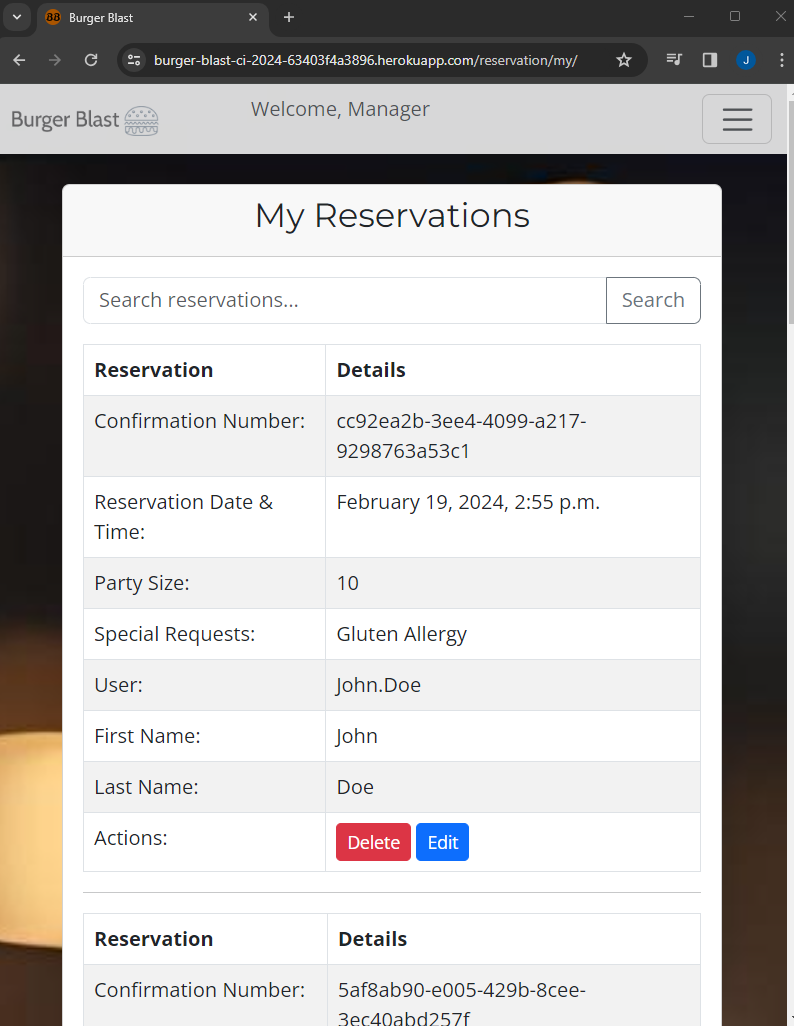 BB Burger Blast
burger-blast-ci-2024-63403f4a3896.herokuapp.com/reservation/my/
J
Burger Blast
Welcome, Manager
My Reservations
Search reservations...
Search
Reservation Details
Confirmation Number: cc92ea2b-3ee4-4099-a217-
9298763a53c1
Reservation Date & February 19, 2024, 2:55 p.m.
Time:
Party Size: 10
Special Requests: Gluten Allergy
User: John.Doe
First Name: John
Last Name: Doe
Actions: Delete Edit
Reservation Details
Confirmation Number: 5af8ab90-e005-429b-8cee-
3ec40abd257f